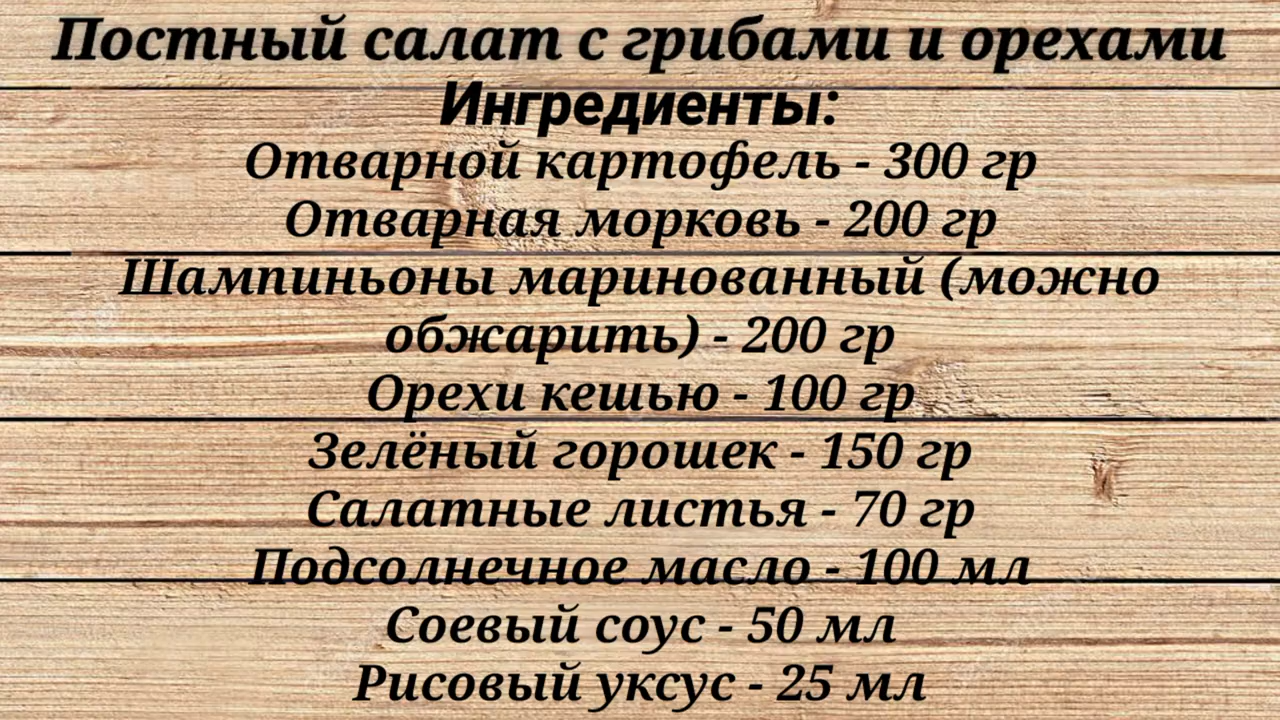 Постный салат с грибами и орехами
Ингредиенты:
Отварной картофель - 300 гр
Отварная морковь - 200 гр
Шампиньоны маринованный (можно
обжарить) - 200 гр
Орехи кешью - 100 гр
Зелёный горошек - 150 гр
Салатные листья - 70 гр
Подсолнечное масло - 100 мл
Соевый соус - 50 мл
Рисовый уксус - 25 мл